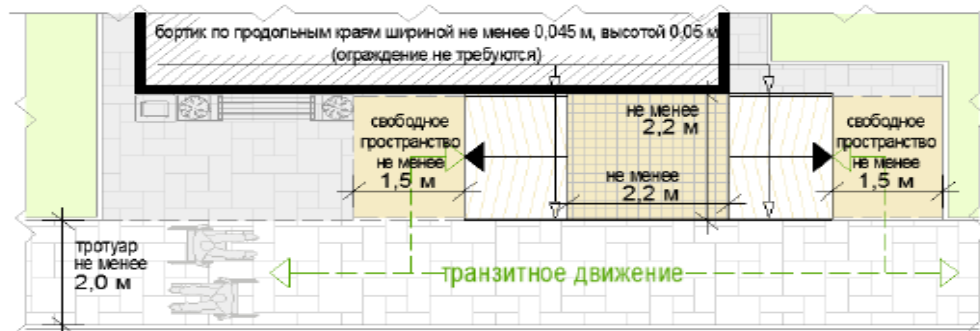 бортик по продольным краям шириной не менее 0,045 м, высотой 0,05 м
(ограждение не требуются)
свободное
пространство
не менее
1,5 м
не менее
2,2 м
не менее
2,2 м
свободное
пространство
не менее
1,5 м
тротуар
не менее
2,0 м
транзитное движение